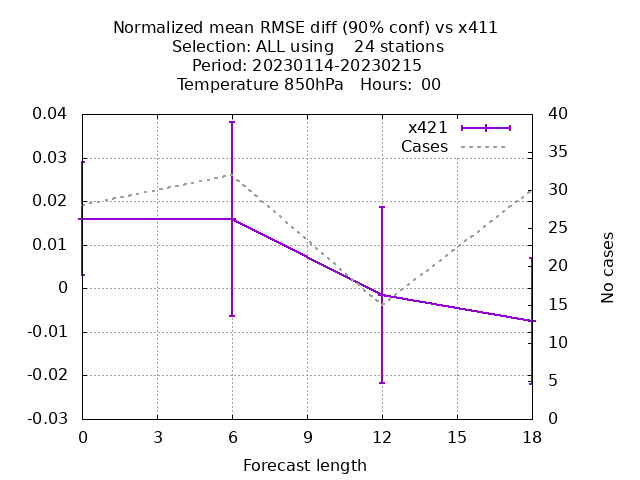 Normalized mean RMSE diff (90% conf) vs x411
Selection: ALL using    24 stations
Period: 20230114-20230215
Temperature 850hPa   Hours:  00
x421
Cases
0.04
0.03
0.02
0.01
0
-0.01
-0.02
-0.03
40
35
30
25
20
15
10
5
0
No cases
0 3 6 9 12 15 18
Forecast length